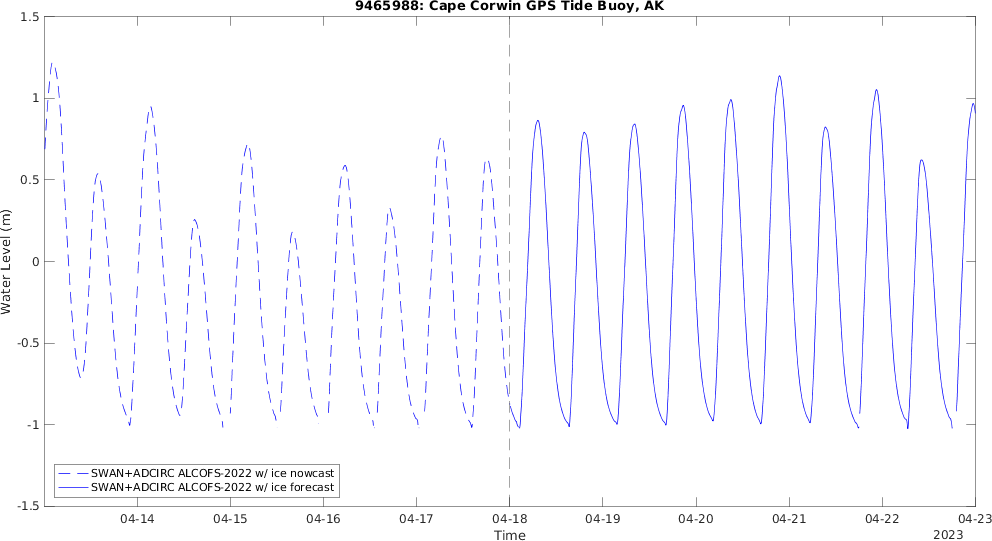 9465988: Cape Corwin GPS Tide Buoy, AK
1.5
1
0.5
0
-0.5
-1
-1.5
Water Level (m)
SWAN+ADCIRC ALCOFS-2022 w/ ice nowcast
SWAN+ADCIRC ALCOFS-2022 w/ ice forecast
04-14 04-15 04-16 04-17 04-18 04-19 04-20 04-21 04-22 04-23
Time
2023